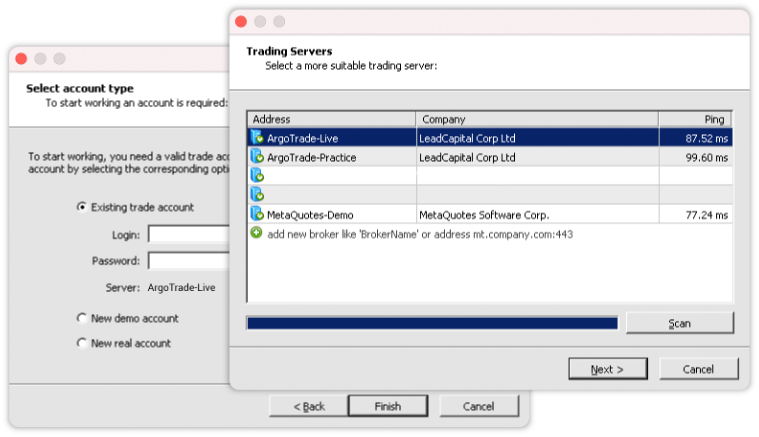 Trading Servers
Select a more suitable trading server:
Address Company Ping
ArgoTrade-Live LeadCapital Corp Ltd 87.52 ms
ArgoTrade-Practice LeadCapital Corp Ltd 99.60 ms
MetaQuotes-Demo MetaQuotes Software Corp. 77.24 ms
add new broker like 'BrokerName' or address mt.company.com:443
Scan
Next > Cancel
Select account type
To start working an account is required:
To start working, you need a valid trade
account by selecting the corresponding
Existing trade account
Login:
Password:
Server: ArgoTrade-Live
New demo account
New real account
< Back Finish Cancel